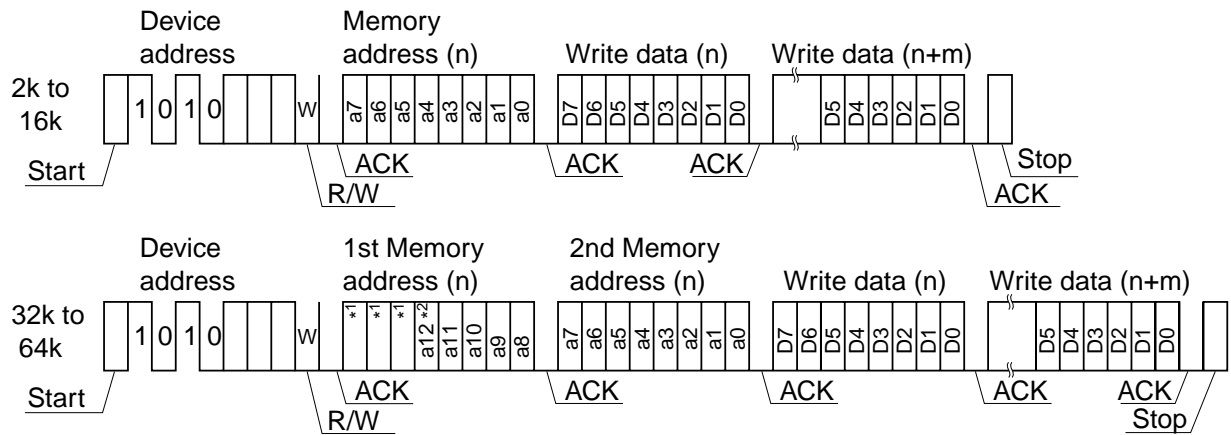 Device address
Memory address (n)
Write data (n)
Write data (n+m)
2k to 16k
1 0 1 0
W
a7 a6 a5 a4 a3 a2 a1 a0
D7 D6 D5 D4 D3 D2 D1 D0
D5 D4 D3 D2 D1 D0
Start
R/W
ACK
ACK
ACK
ACK
Stop
Device address
1st Memory address (n)
2nd Memory address (n)
Write data (n)
Write data (n+m)
32k to 64k
1 0 1 0
W
*1 *1 *1 a12 *2 a11 a10 a9 a8
a7 a6 a5 a4 a3 a2 a1 a0
D7 D6 D5 D4 D3 D2 D1 D0
D5 D4 D3 D2 D1 D0
Start
R/W
ACK
ACK
ACK
ACK
ACK
Stop